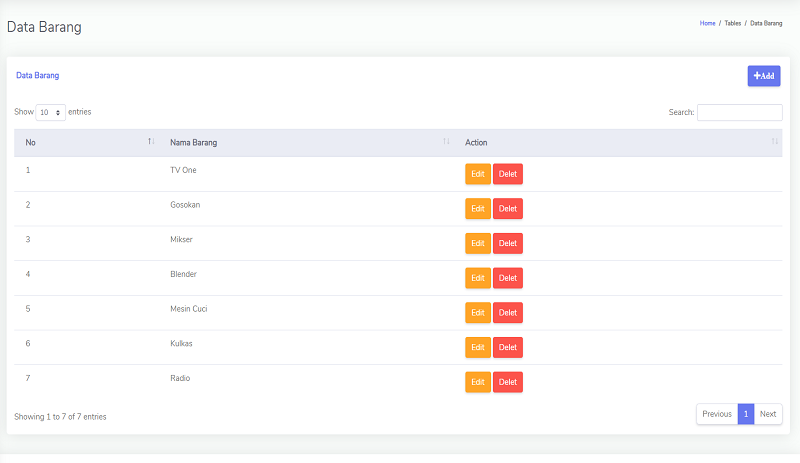 Data Barang
Home / Tables / Data Barang
Data Barang
+Add
Show 10 entries
Search:
No Nama Barang Action
1 TV One Edit Delet
2 Gosokan Edit Delet
3 Mikser Edit Delet
4 Blender Edit Delet
5 Mesin Cuci Edit Delet
6 Kulkas Edit Delet
7 Radio Edit Delet
Showing 1 to 7 of 7 entries
Previous 1 Next